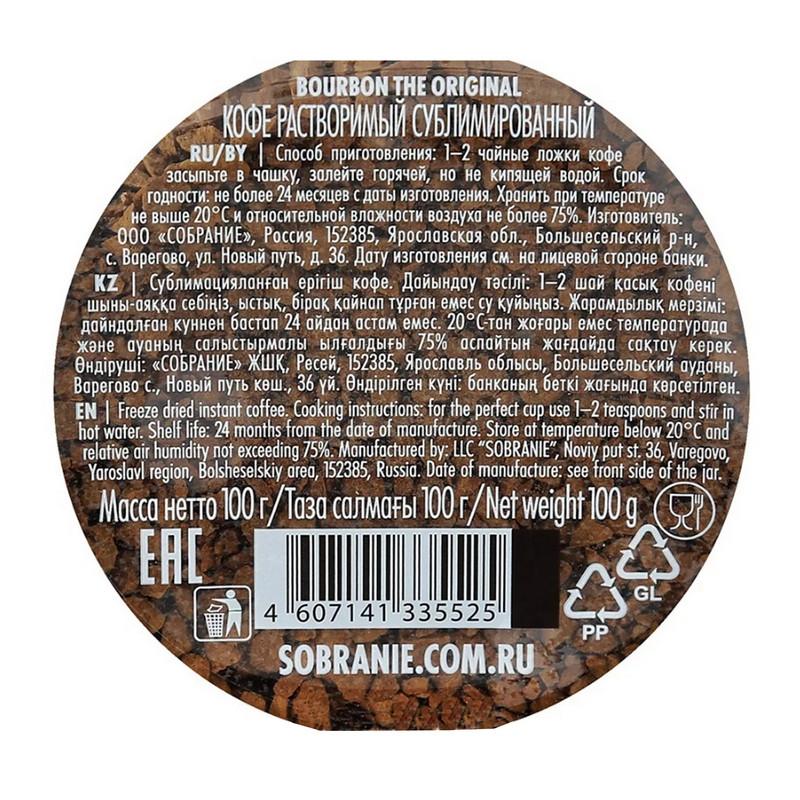 BOURBON THE ORIGINAL
КОФЕ РАСТВОРИМЫЙ СУБЛИМИРОВАННЫЙ
RU/BY | Способ приготовления: 1–2 чайные ложки кофе
засыпьте в чашку, залейте горячей, но не кипящей водой. Срок
годности: не более 24 месяцев с даты изготовления. Хранить при температуре
не выше 20°С и относительной влажности воздуха не более 75%. Изготовитель:
ООО «СОБРАНИЕ», Россия, 152385, Ярославская обл., Большесельский р-н,
с. Варегово, ул. Новый путь, д. 36. Дату изготовления см. на лицевой стороне банки.
KZ | Сублимацияланған ерігіш кофе. Дайындау тәсілі: 1–2 шай қасық кофені
шыны-аяққа себіңіз, ыстық, бірақ қайнап тұрған емес су құйыңыз. Жарамдылық мерзімі:
дайндалған куннен бастап 24 айдан астам емес. 20°С-тан жоғары емес температурада
және ауаның салыстырмалы ылғалдығы 75% аспайтын жағдайда сақтау керек.
Өндіруші: «СОБРАНИЕ» ЖШҚ, Ресей, 152385, Ярославль облысы, Большесельский ауданы,
Варегово с., Новый путь көш., 36 үй. Өндірілген күні: банканың беткі жағында көрсетілген.
EN | Freeze dried instant coffee. Cooking instructions: for the perfect cup use 1–2 teaspoons and stir in
hot water. Shelf life: 24 months from the date of manufacture. Store at temperature below 20°C and
relative air humidity not exceeding 75%. Manufactured by: LLC “SOBRANIE”, Noviy put st. 36, Varegovo,
Yaroslavl region, Bolsheselskiy area, 152385, Russia. Date of manufacture: see front side of the jar.
Масса нетто 100 г/Таза салмағы 100 г/Net weight 100 g
EAC
GL
PP
4 607141 335525
SOBRANIE.COM.RU